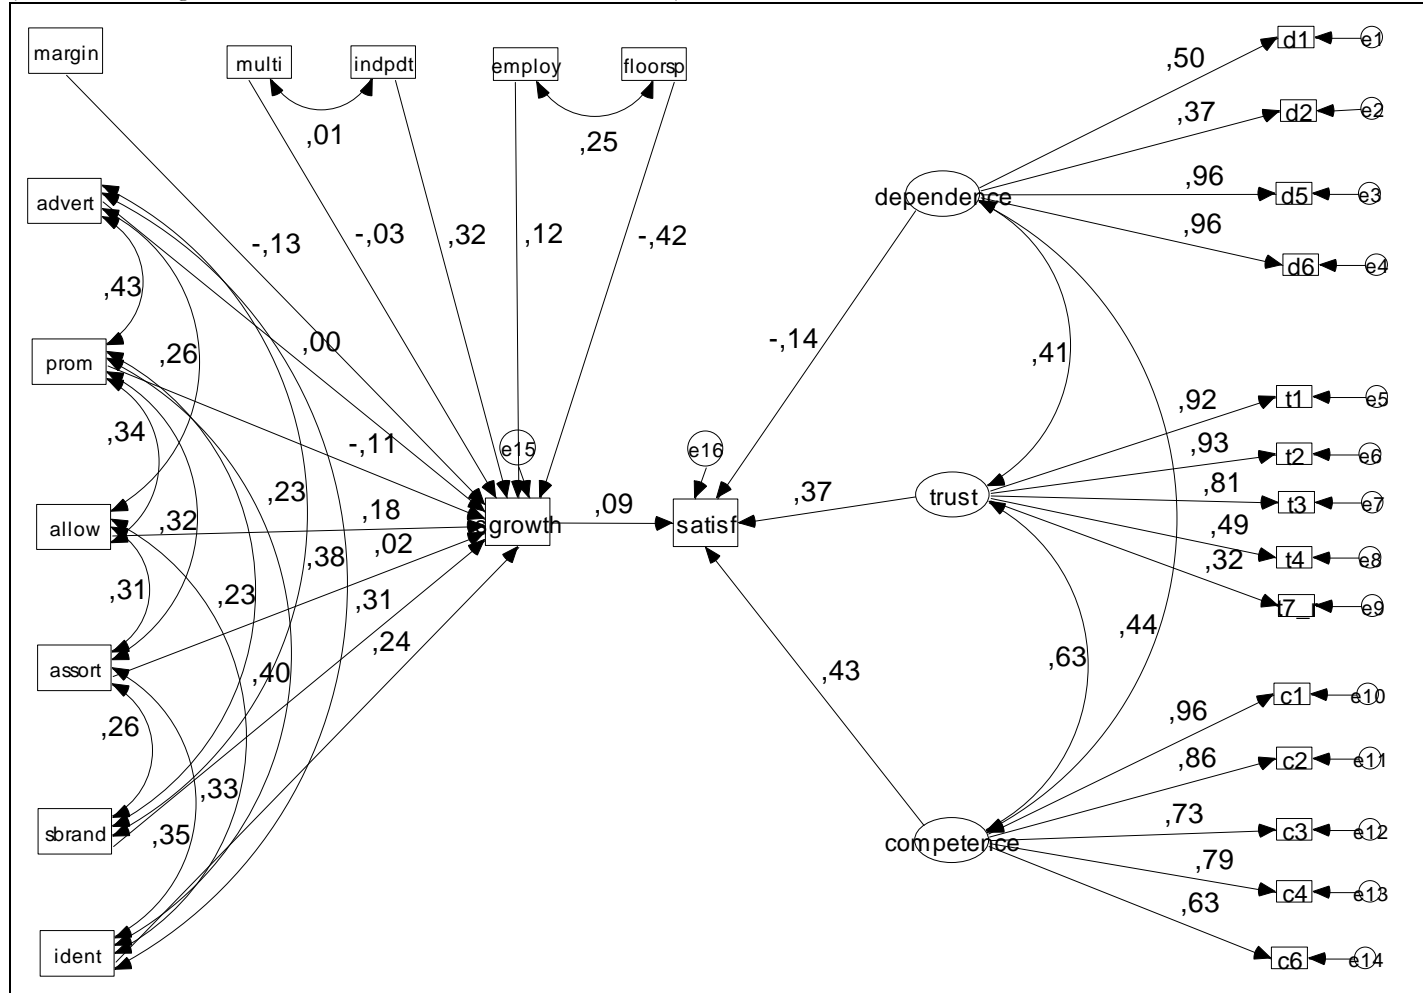 margin
multi
indpdt
employ
floorsp
d1
e1
,50
,01
,25
d2
e2
,37
advert
dependence
,96
d5
e3
-,13
-,03
,32
,12
-,42
,96
d6
e4
,43
prom
,26
,00
-,14
,41
,92
t1
e5
,34
-,11
e15
e16
,93
t2
e6
allow
,32
,23
,18
growth
,09
satisf
,37
trust
,81
t3
e7
,49
t4
e8
,02
,38
,32
e9
,31
,23
,31
,24
,44
assort
,40
,43
,63
,96
c1
e10
,26
,86
c2
e11
sbrand
,35
,33
competence
,73
c3
e12
,79
c4
e13
,63
ident
c6
e14